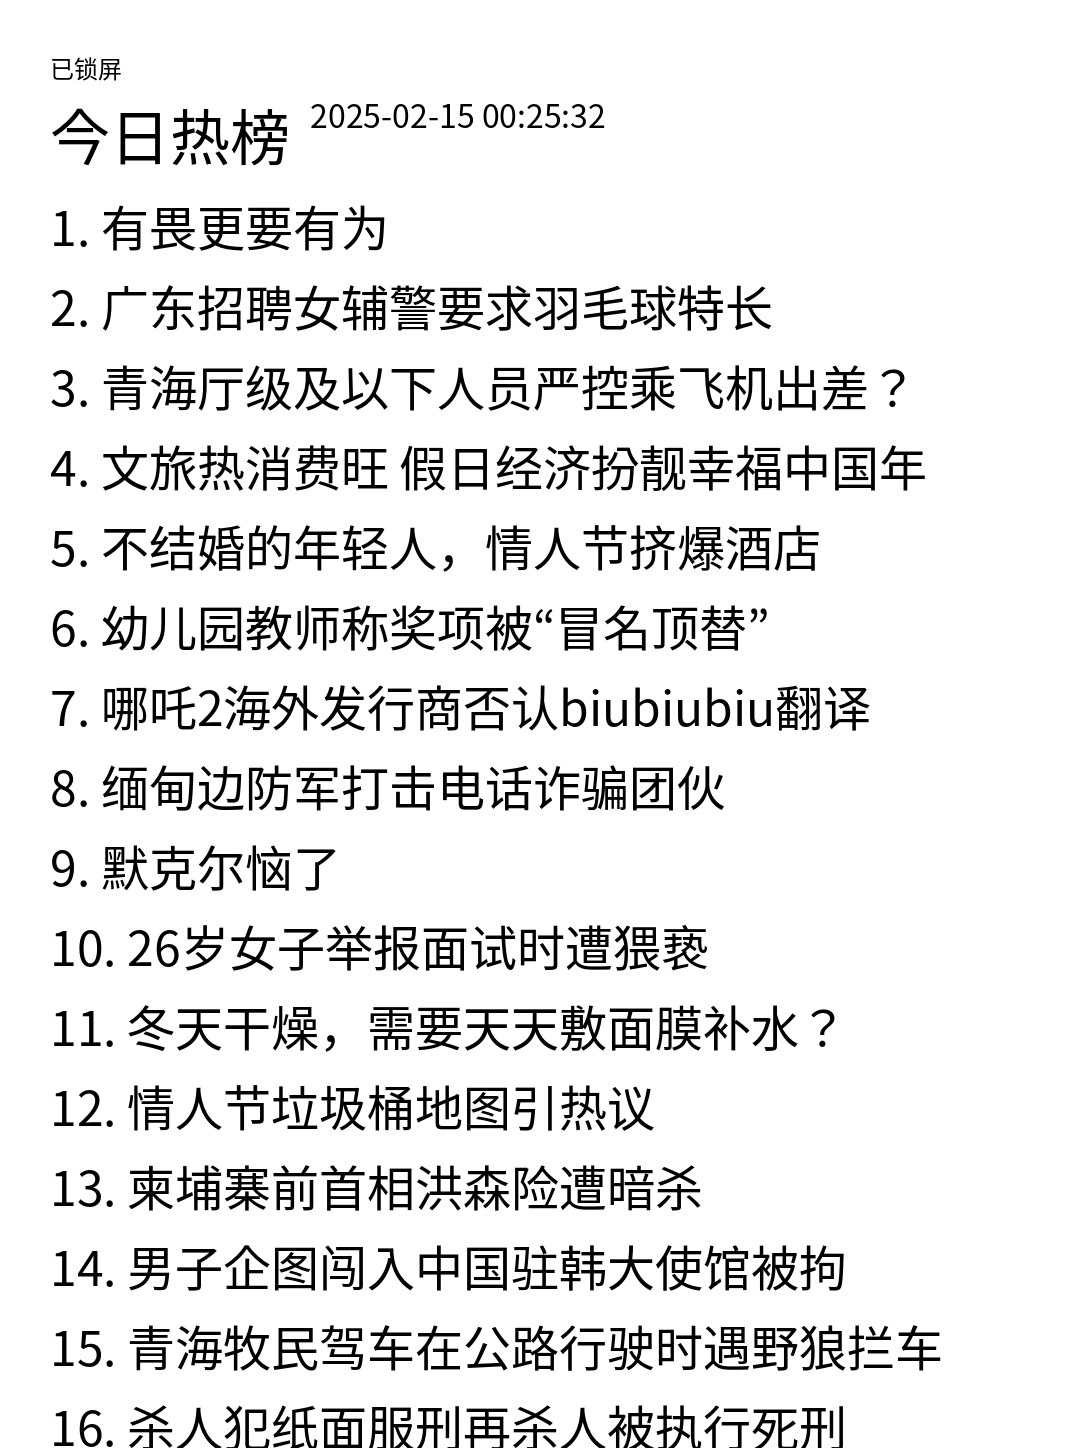 已锁屏
今日热榜 2025-02-15 00:25:32
1. 有畏更要有为
2. 广东招聘女辅警要求羽毛球特长
3. 青海厅级及以下人员严控乘飞机出差？
4. 文旅热消费旺 假日经济扮靓幸福中国年
5. 不结婚的年轻人，情人节挤爆酒店
6. 幼儿园教师称奖项被“冒名顶替”
7. 哪吒2海外发行商否认biubiubiu翻译
8. 缅甸边防军打击电话诈骗团伙
9. 默克尔恼了
10. 26岁女子举报面试时遭猥亵
11. 冬天干燥，需要天天敷面膜补水？
12. 情人节垃圾桶地图引热议
13. 柬埔寨前首相洪森险遭暗杀
14. 男子企图闯入中国驻韩大使馆被拘
15. 青海牧民驾车在公路行驶时遇野狼拦车
16. 杀人犯纸面服刑再杀人被执行死刑